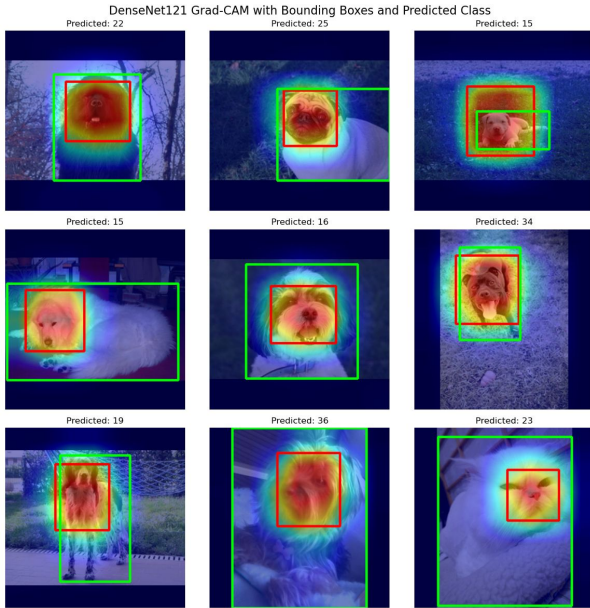 DenseNet121 Grad-CAM with Bounding Boxes and Predicted Class
Predicted: 22
Predicted: 25
Predicted: 15
Predicted: 15
Predicted: 16
Predicted: 34
Predicted: 19
Predicted: 36
Predicted: 23